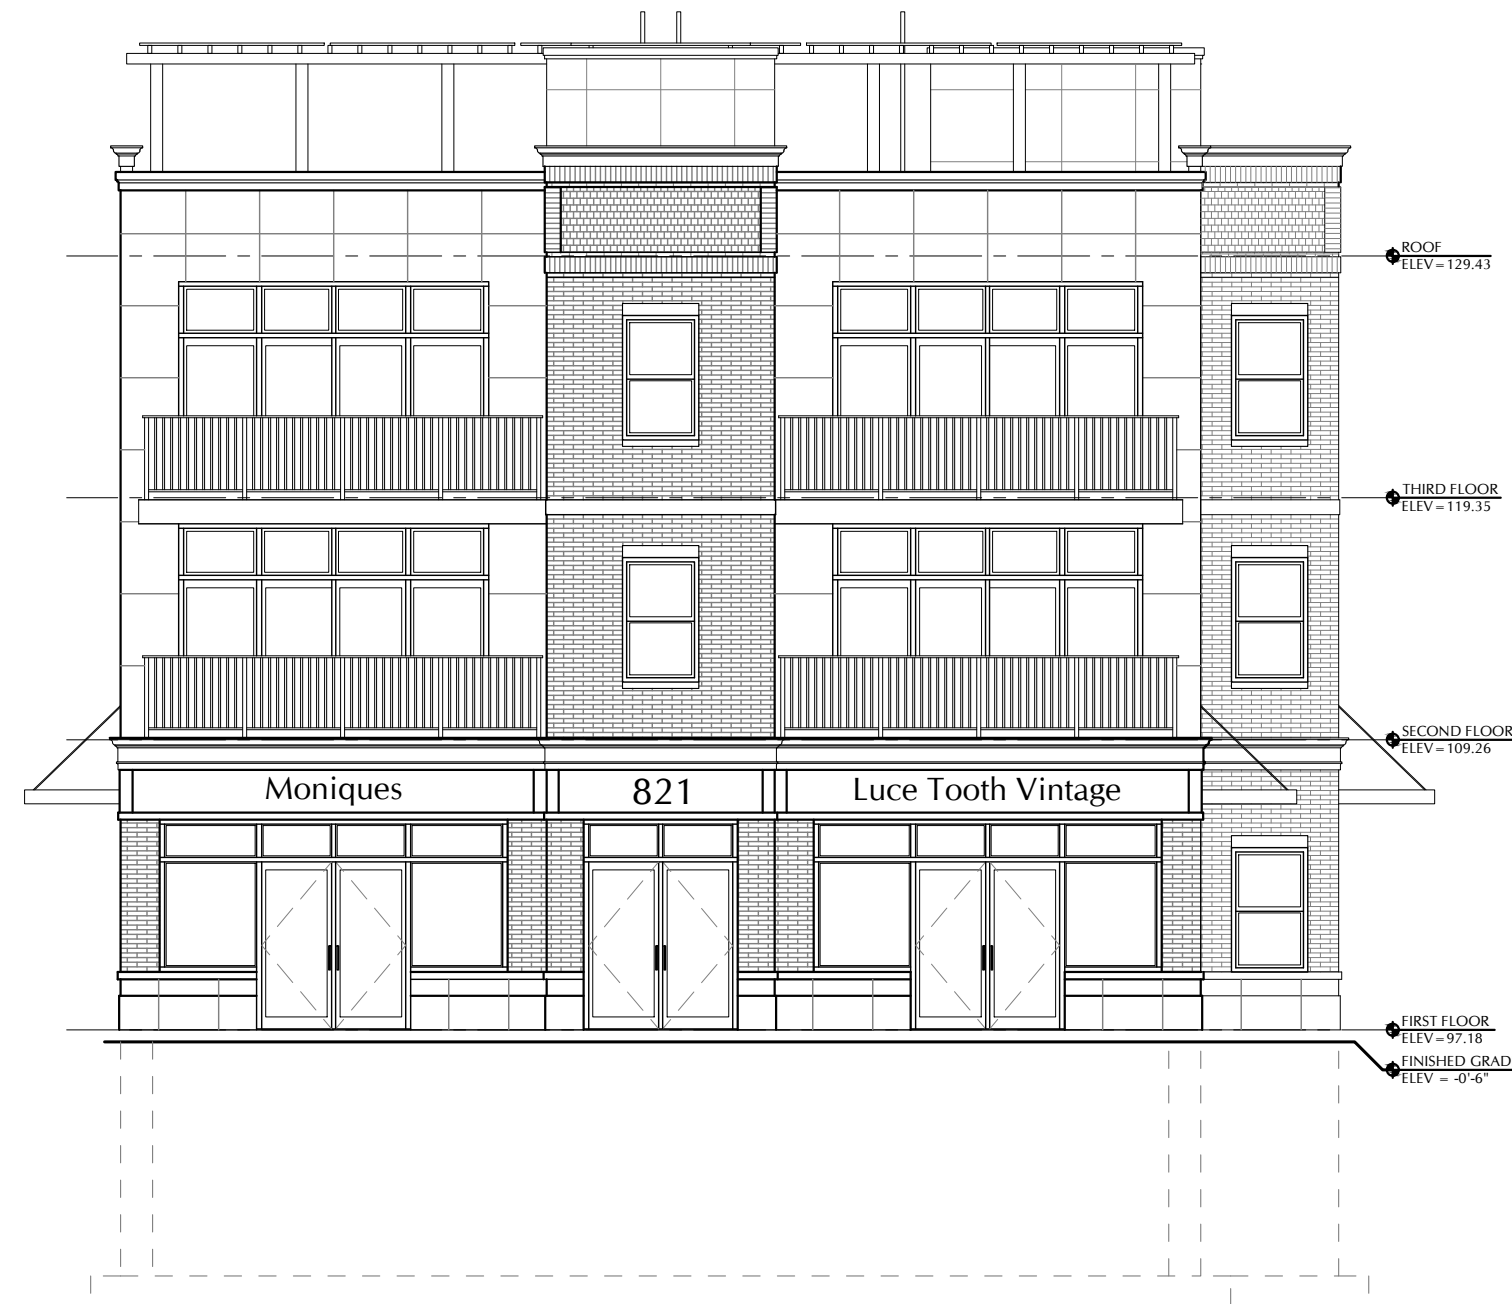 ROOF
ELEV=129.43
THIRD FLOOR
ELEV=119.35
SECOND FLOOR
ELEV=109.26
Moniques
821
Luce Tooth Vintage
FIRST FLOOR
ELEV=97.18
FINISHED GRAD
ELEV = -0'-6"